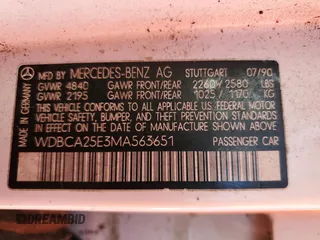 MADE IN GERMANY
MFD BY MERCEDES-BENZ AG STUTTGART 07/90
GVWR 4840 GAWR FRONT/REAR 2260/2580 LBS
GVWR 2195 GAWR FRONT/REAR 1025/1170 KG
THIS VEHICLE CONFORMS TO ALL APPLICABLE U.S. FEDERAL MOTOR
VEHICLE SAFETY, BUMPER, AND THEFT PREVENTION STANDARDS
IN EFFECT ON THE DATE OF MANUFACTURE SHOWN ABOVE.
WDBCA25E3MA563651 PASSENGER CAR
DREAMBID